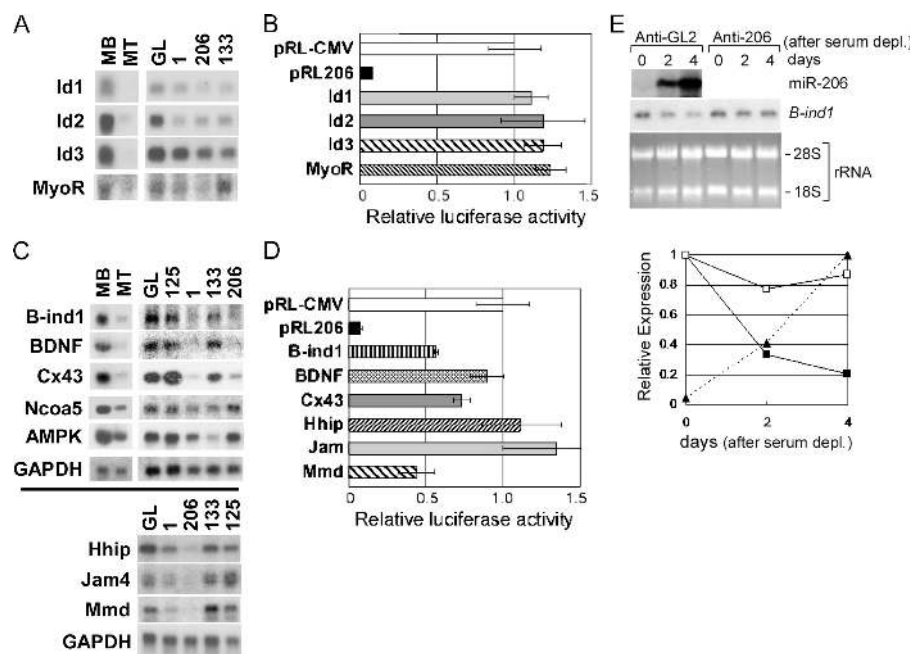 A
MB
MT
GL
1
206
133
Id1
Id2
Id3
MyoR
B
pRL-CMV
pRL206
Id1
Id2
Id3
MyoR
0
0.5
1.0
1.5
Relative luciferase activity
C
MB
MT
GL
125
1
133
206
B-ind1
BDNF
Cx43
Ncoa5
AMPK
GAPDH
GL
1
206
133
125
Hhip
Jam4
Mmd
GAPDH
D
pRL-CMV
pRL206
B-ind1
BDNF
Cx43
Hhip
Jam
Mmd
0
0.5
1.0
1.5
Relative luciferase activity
E
Anti-GL2 Anti-206 (after serum depl.)
0 2 4 0 2 4 days
miR-206
B-ind1
- 28S
rRNA
- 18S
Relative Expression
1
0.8
0.6
0.4
0.2
0
0 2 4
days (after serum depl.)